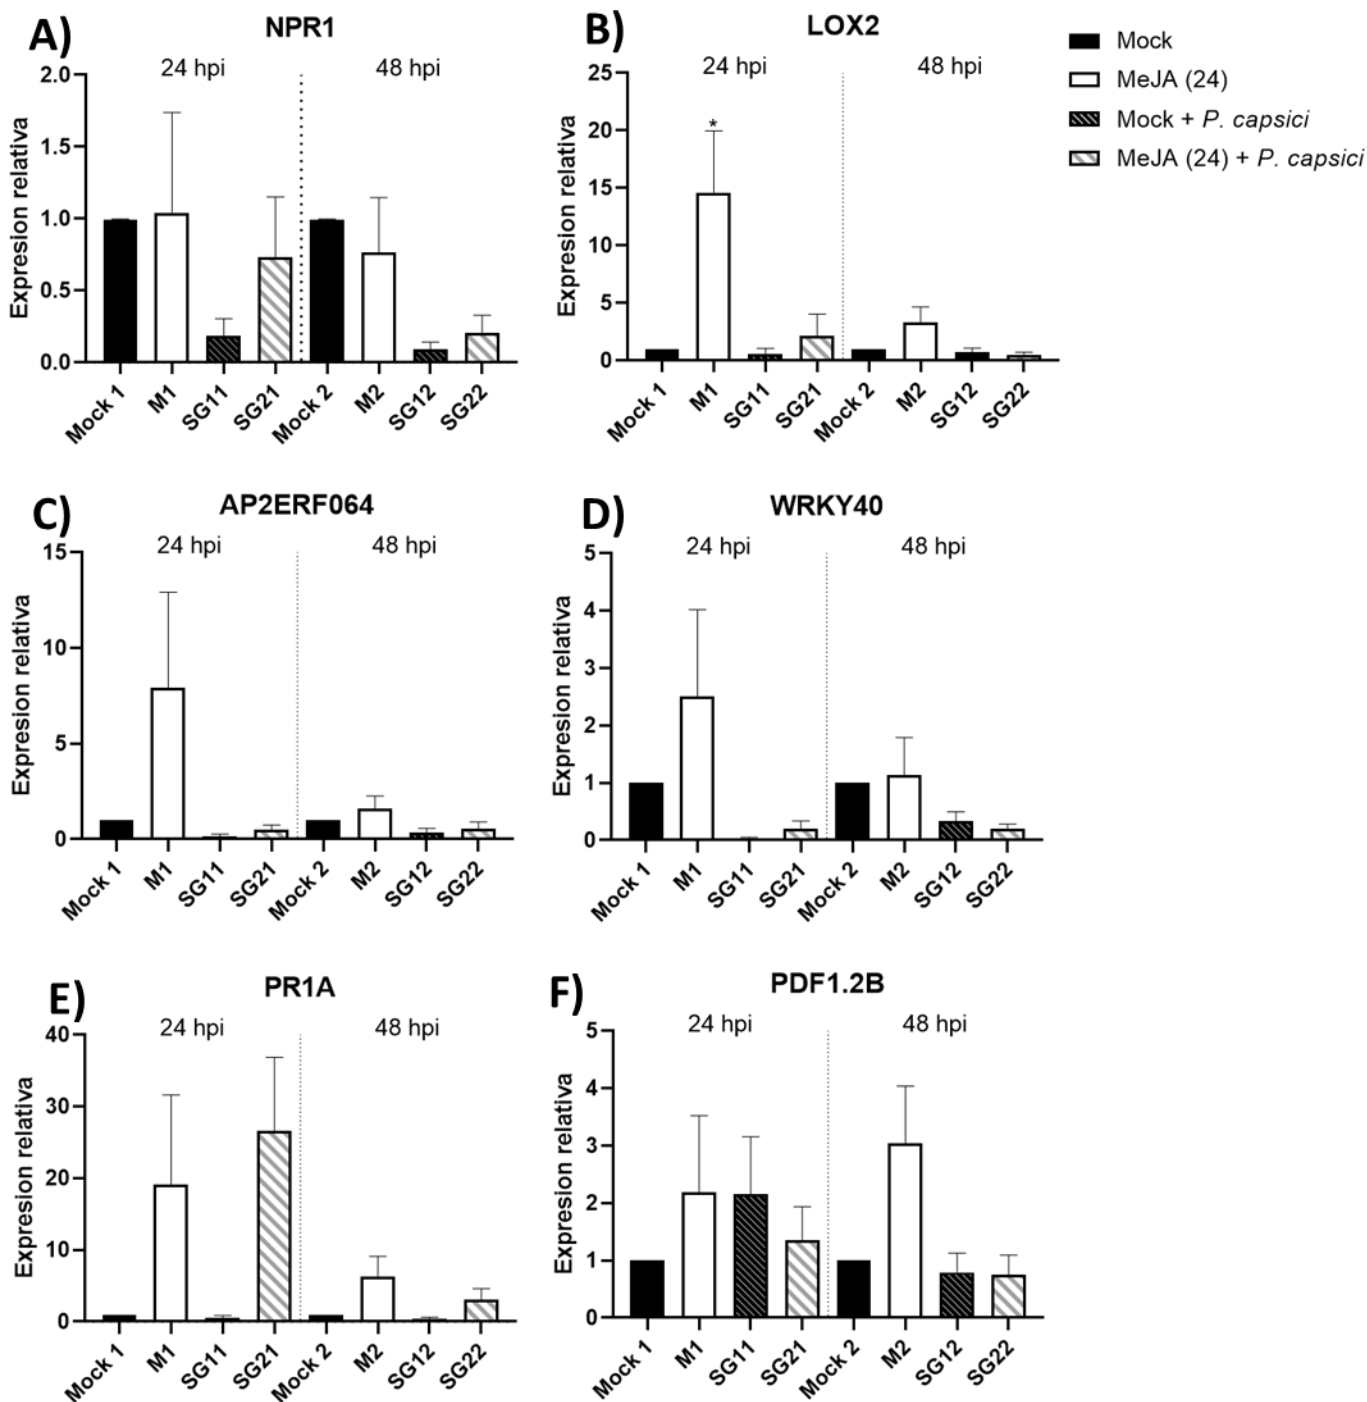 A)
NPR1
24 hpi
48 hpi
Expresion relativa
2.0
1.5
1.0
0.5
0.0
Mock 1
M1
SG11
SG21
Mock 2
M2
SG12
SG22
B)
LOX2
24 hpi
48 hpi
Expresion relativa
25
20
15
10
5
0
*
Mock 1
M1
SG11
SG21
Mock 2
M2
SG12
SG22
Mock
MeJA (24)
Mock + P. capsici
MeJA (24) + P. capsici
C)
AP2ERF064
24 hpi
48 hpi
Expresion relativa
15
10
5
0
Mock 1
M1
SG11
SG21
Mock 2
M2
SG12
SG22
D)
WRKY40
24 hpi
48 hpi
Expresion relativa
5
4
3
2
1
0
Mock 1
M1
SG11
SG21
Mock 2
M2
SG12
SG22
E)
PR1A
24 hpi
48 hpi
Expresion relativa
40
30
20
10
0
Mock 1
M1
SG11
SG21
Mock 2
M2
SG12
SG22
F)
PDF1.2B
24 hpi
48 hpi
Expresion relativa
5
4
3
2
1
0
Mock 1
M1
SG11
SG21
Mock 2
M2
SG12
SG22